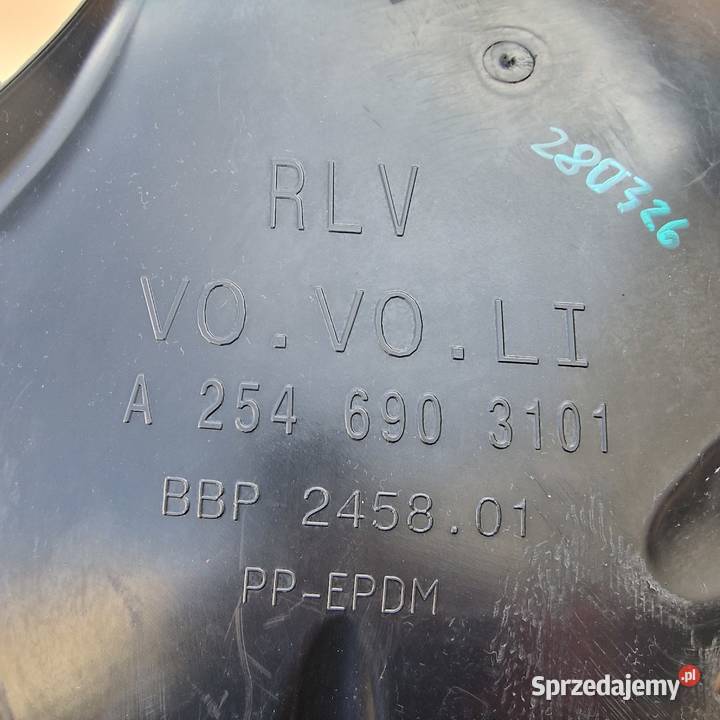 280326
RLV
VO.VO.LI
A 254 690 3101
BBP 2458.01
PP-EPDM
Sprzedajemy.pl